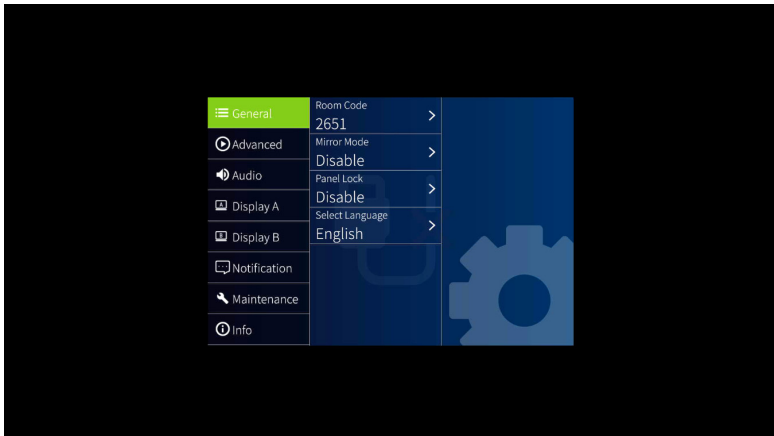 General
Advanced
Audio
Display A
Display B
Notification
Maintenance
Info
Room Code
2651
Mirror Mode
Disable
Panel Lock
Disable
Select Language
English